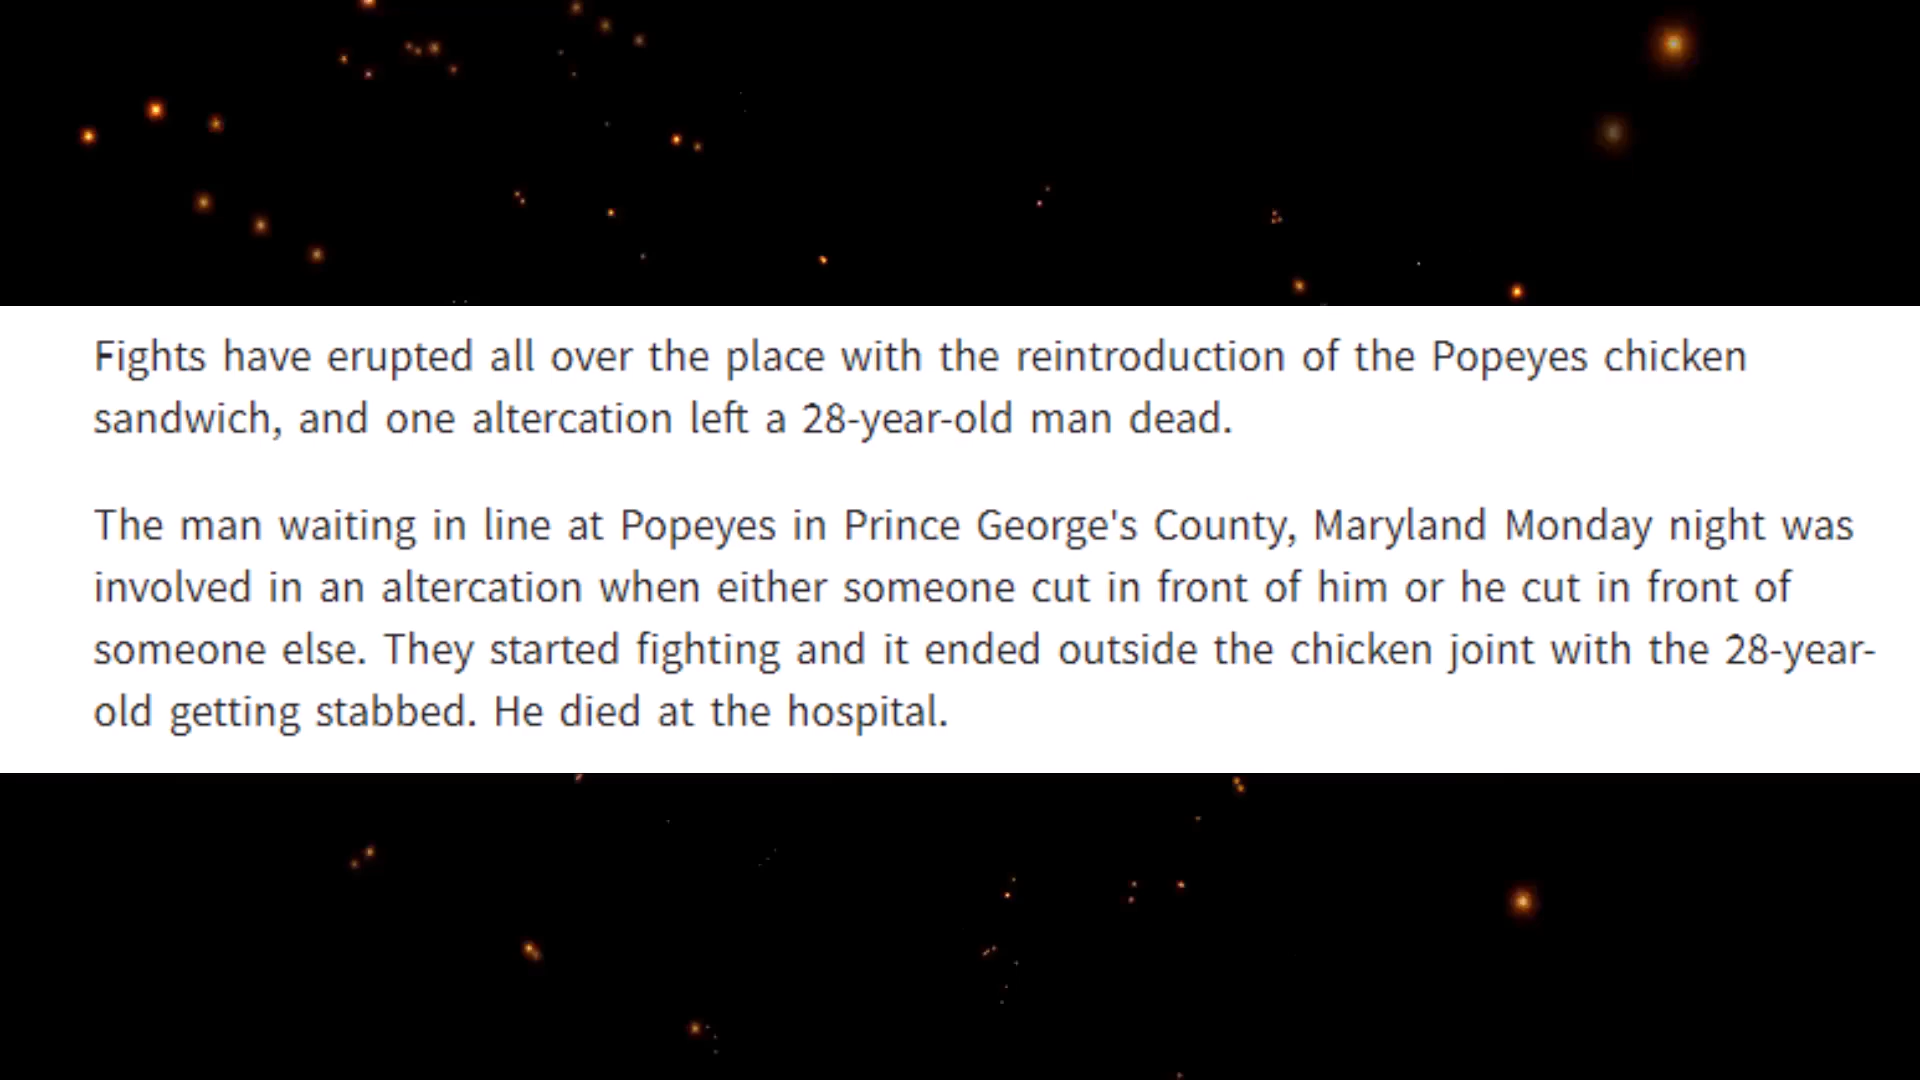 Fights have erupted all over the place with the reintroduction of the Popeyes chicken
sandwich, and one altercation left a 28-year-old man dead.
The man waiting in line at Popeyes in Prince George's County, Maryland Monday night was
involved in an altercation when either someone cut in front of him or he cut in front of
someone else. They started fighting and it ended outside the chicken joint with the 28-year-
old getting stabbed. He died at the hospital.